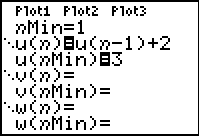 Plot1 Plot2 Plot3
nMin=1
u(n)=u(n-1)+2
u(nMin)=3
v(n)=
v(nMin)=
w(n)=
w(nMin)=